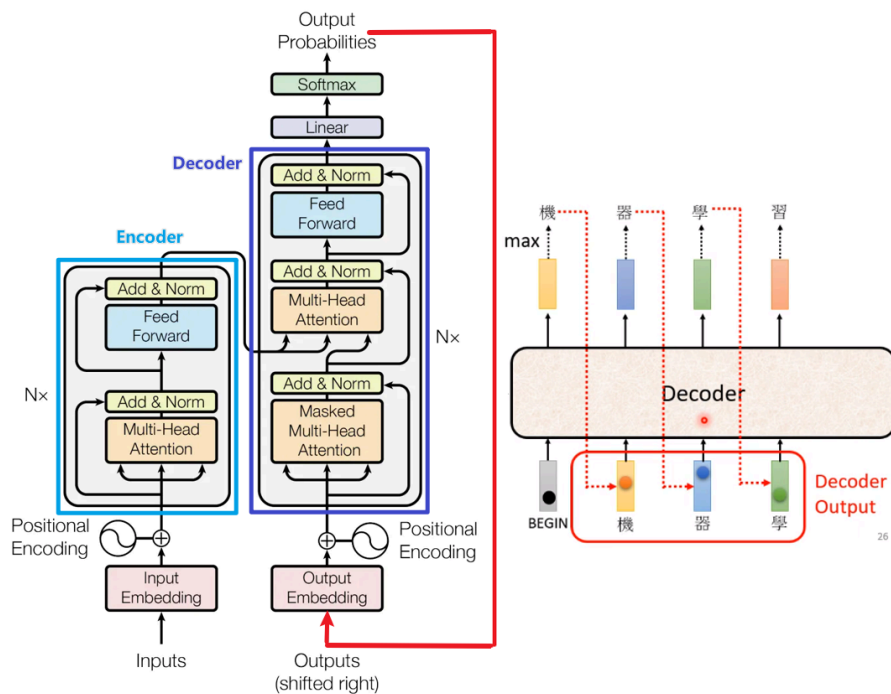 Output
Probabilities
Softmax
Linear
Decoder
Add & Norm
Feed
Forward
Add & Norm
Multi-Head
Attention
Nx
Add & Norm
Masked
Multi-Head
Attention
Positional
Encoding
Output
Embedding
Outputs
(shifted right)
Encoder
Add & Norm
Feed
Forward
Nx
Add & Norm
Multi-Head
Attention
Positional
Encoding
Input
Embedding
Inputs
機 器 學 習
max
Decoder
BEGIN 機 器 學
Decoder
Output
26